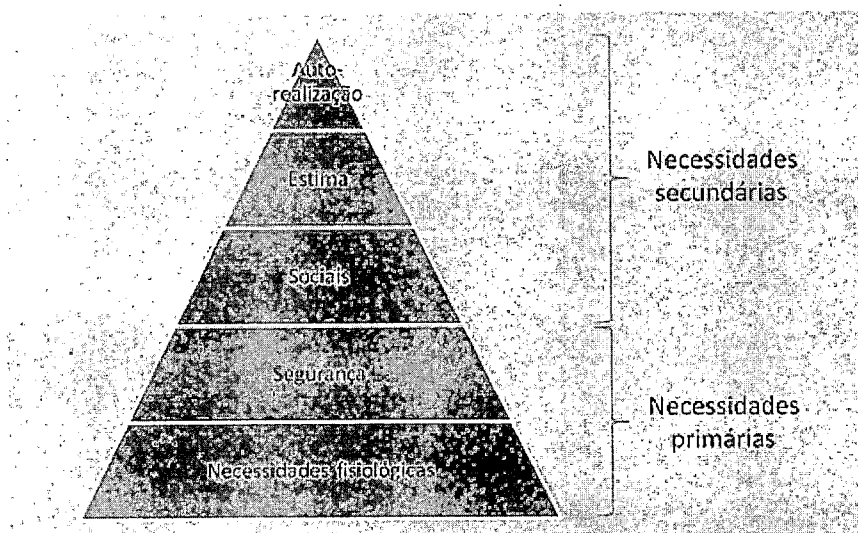 Auto-
realização
Estima
Sociais
Segurança
Necessidades fisiológicas
Necessidades
secundárias
Necessidades
primárias